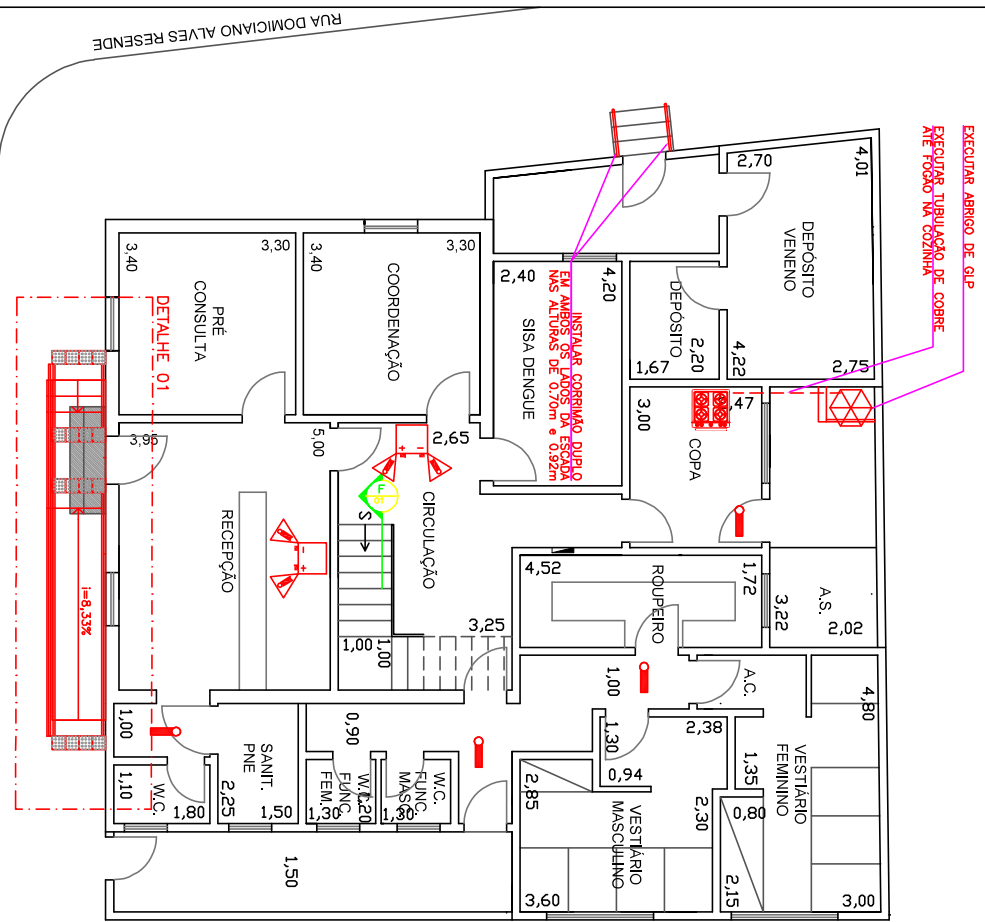 RUA DOMICIANO ALVES RESENDE
EXECUTAR ABRIGO DE GLP
EXECUTAR TUBULAÇÃO DE COBRE
ATÉ FOGÃO NA COZINHA
4,01
2,70
DEPÓSITO
VENENO
4,22
2,75
DEPÓSITO
2,20
1,67
4,20
2,40
SISA DENGUE
INSTALAR CORRIMÃO DUPLO
EM AMBOS OS LADOS DA ESCADA
NAS ALTURAS DE 0.70m e 0.92m
3,30
3,40
COORDENAÇÃO
3,30
3,40
PRÉ
CONSULTA
DETALHE 01
,47
3,00
COPA
2,65
5,00
3,95
CIRCULAÇÃO
F
01
S
RECEPÇÃO
i=8,33%
4,52
1,72
ROUPEIRO
3,22
A.S.
2,02
3,25
1,00
1,00
1,00
A.C.
4,80
VESTIÁRIO
FEMININO
1,35
0,80
2,15
3,00
2,38
1,30
0,94
2,85
2,30
VESTIÁRIO
MASCULINO
3,60
0,90
W.C.
FUNC
MASC.
1,30
W.C.
FUNC
FEM.
1,20
1,30
SANIT.
PNE
2,25
1,50
1,00
1,10
W.C.
1,80
1,50